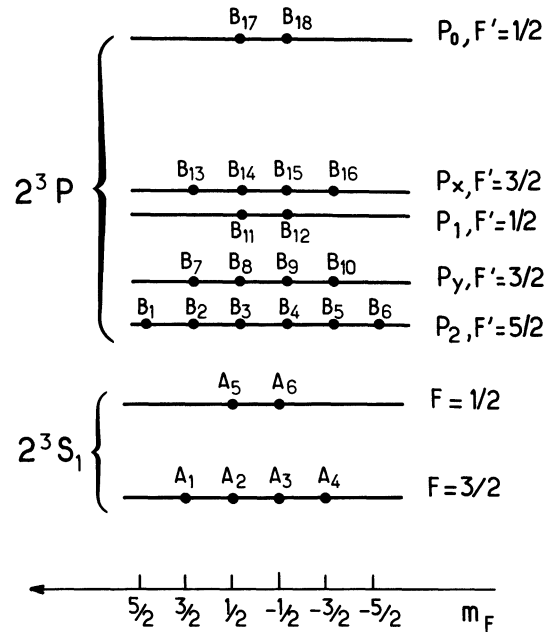 B₁₇ B₁₈ P₀, F'=1/2
B₁₃ B₁₄ B₁₅ B₁₆ Pₓ, F'=3/2
2³P
B₁₁ B₁₂ P₁, F'=1/2
B₇ B₈ B₉ B₁₀ Pᵧ, F'=3/2
B₁ B₂ B₃ B₄ B₅ B₆ P₂, F'=5/2
A₅ A₆ F=1/2
2³S₁
A₁ A₂ A₃ A₄ F=3/2
5/2 3/2 1/2 -1/2 -3/2 -5/2 m_F